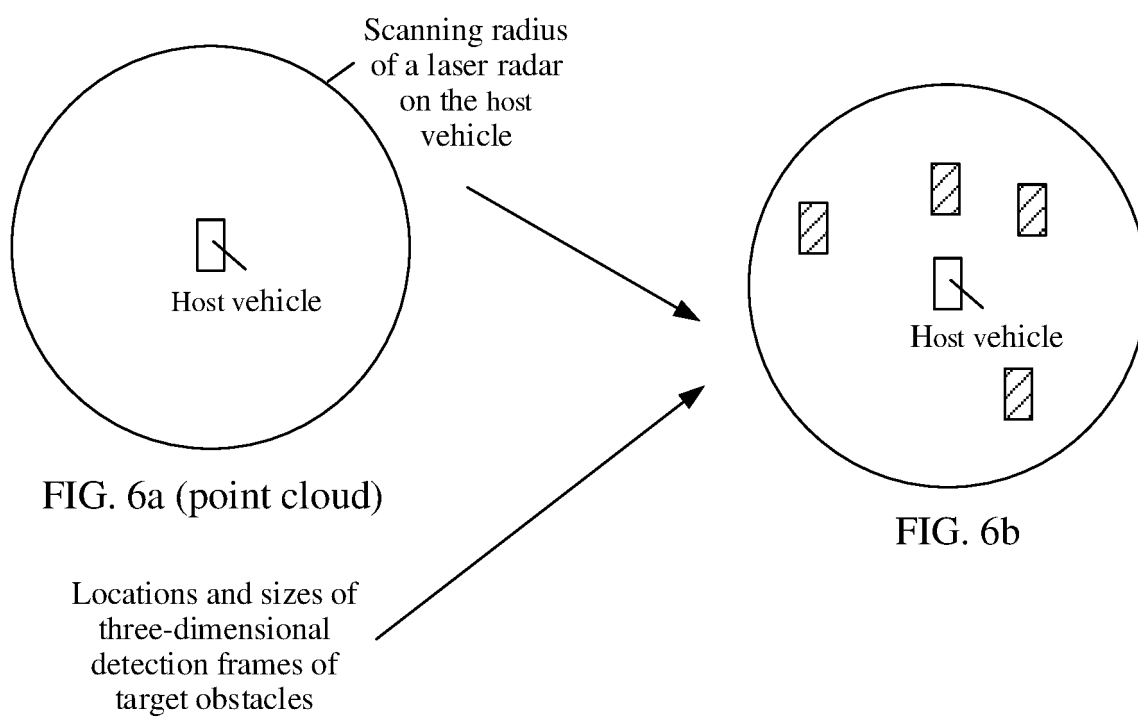 Scanning radius
of a laser radar
on the host
vehicle
Host vehicle
FIG. 6a (point cloud)
Host vehicle
FIG. 6b
Locations and sizes of
three-dimensional
detection frames of
target obstacles